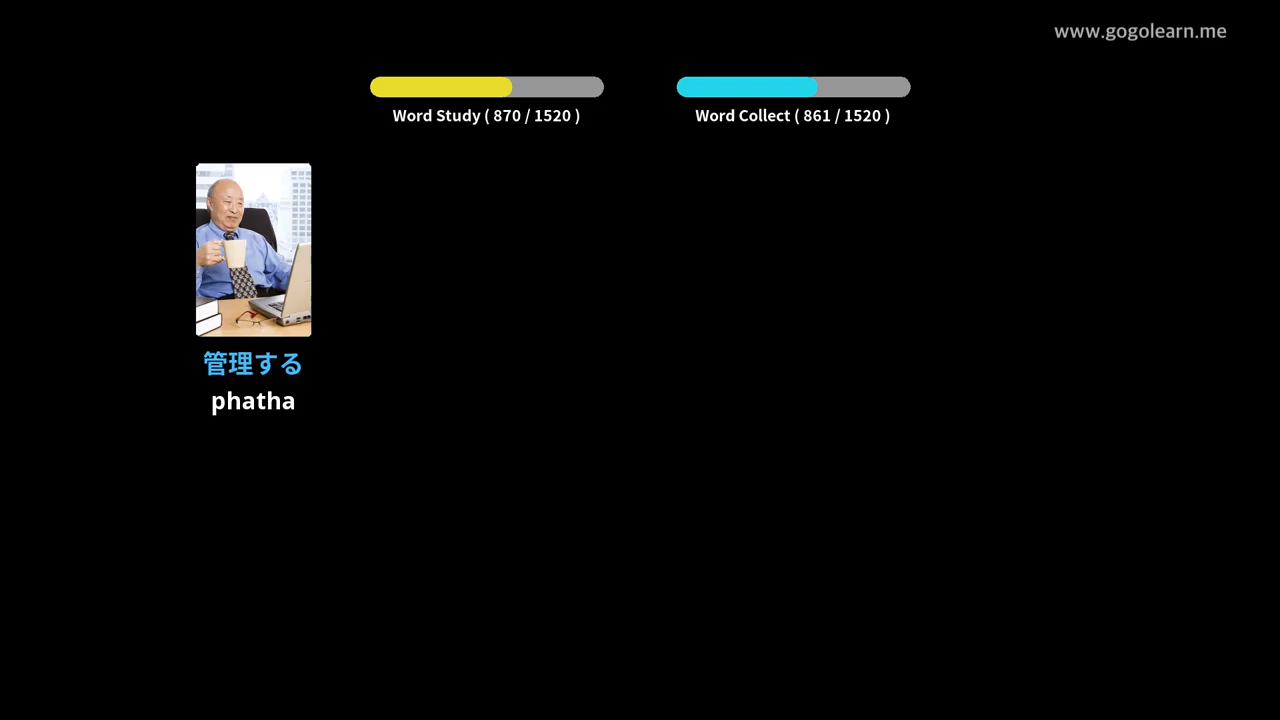 www.gogolearn.me
Word Study ( 870 / 1520 )
Word Collect ( 861 / 1520 )
管理する
phatha